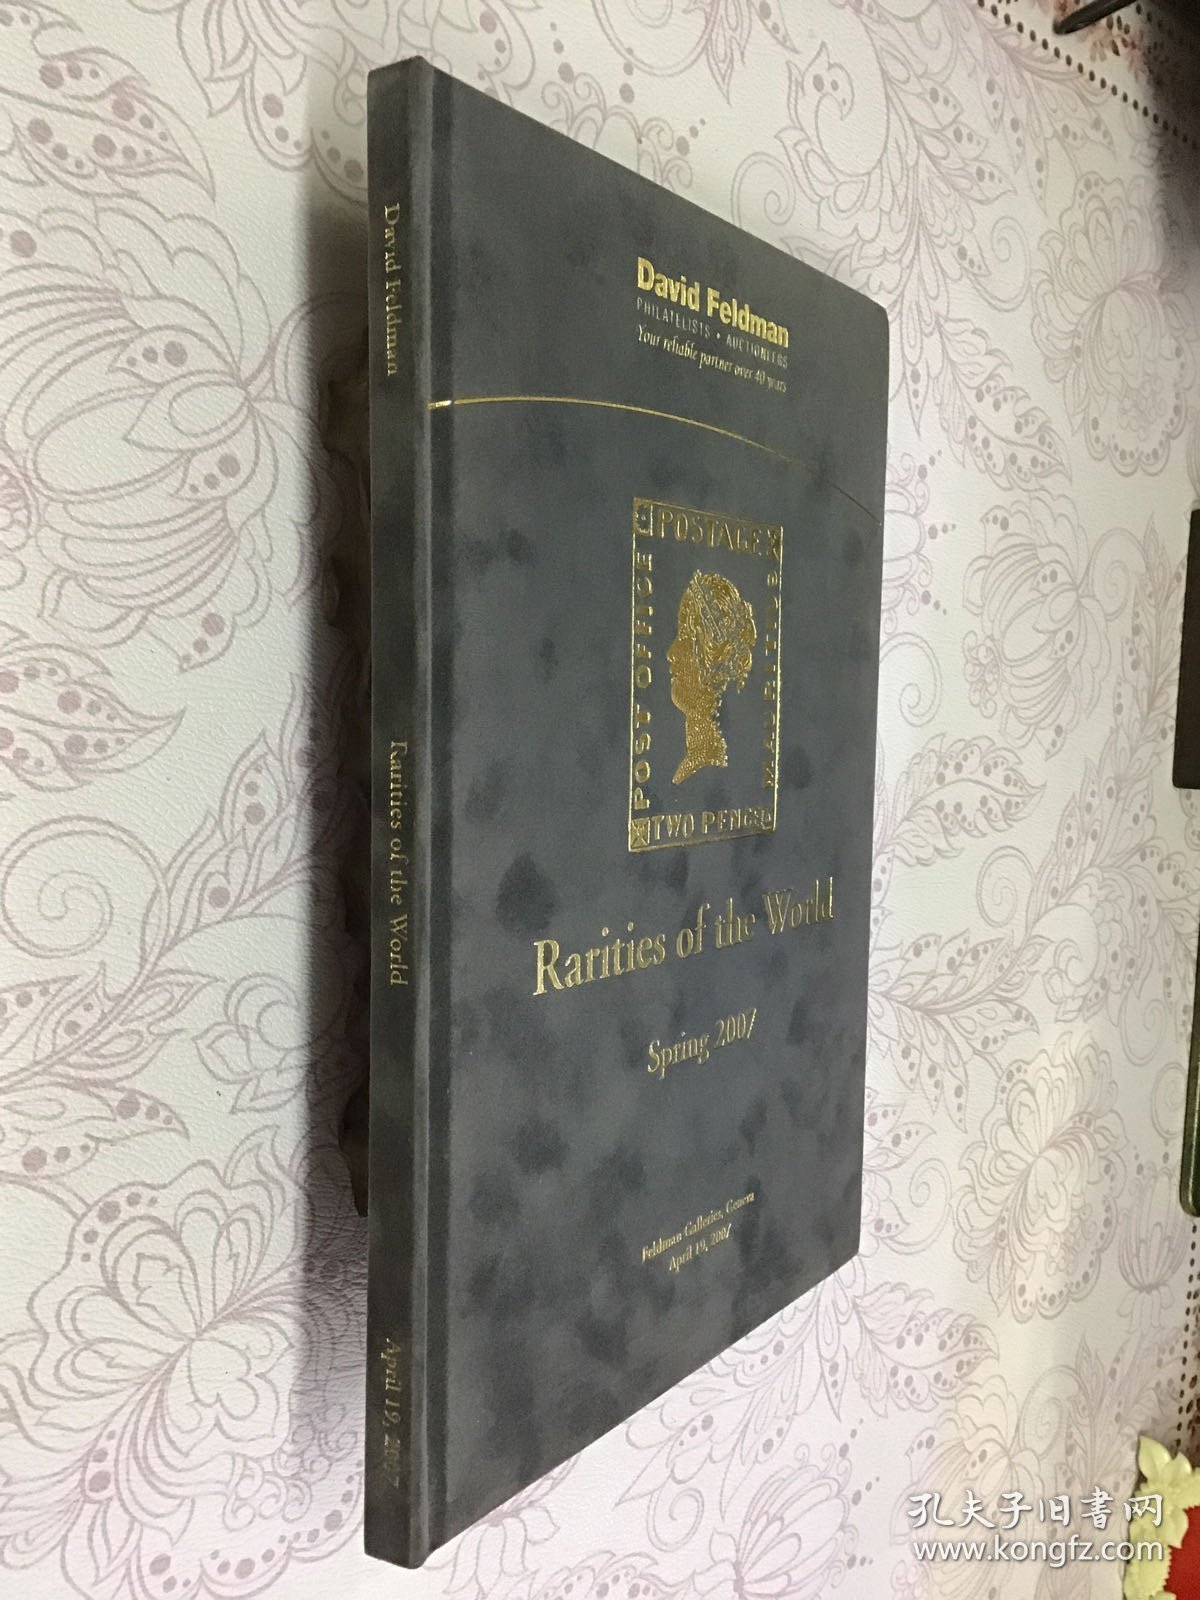 David Feldman
Rarities of the World
April 19, 2007
David Feldman
PHILATELISTS • AUCTIONEERS
Your reliable partner over 40 years
POSTAGE
POST OFFICE
MAURITIUS
TWO PENCE
Rarities of the World
Spring 2007
Feldman Galleries, Geneva
April 19, 2007
孔夫子旧書网
www.kongfz.com